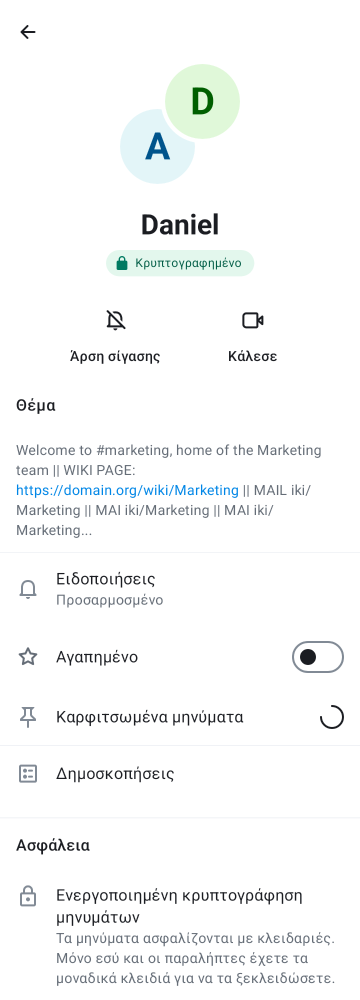 D
A
Daniel
Κρυπτογραφημένο
Άρση σίγασης
Κάλεσε
Θέμα
Welcome to #marketing, home of the Marketing
team || WIKI PAGE:
https://domain.org/wiki/Marketing || MAIL iki/
Marketing || MAI iki/Marketing || MAI iki/
Marketing...
Ειδοποιήσεις
Προσαρμοσμένο
Αγαπημένο
Καρφιτσωμένα μηνύματα
Δημοσκοπήσεις
Ασφάλεια
Ενεργοποιημένη κρυπτογράφηση
μηνυμάτων
Τα μηνύματα ασφαλίζονται με κλειδαριές.
Μόνο εσύ και οι παραλήπτες έχετε τα
μοναδικά κλειδιά για να τα ξεκλειδώσετε.